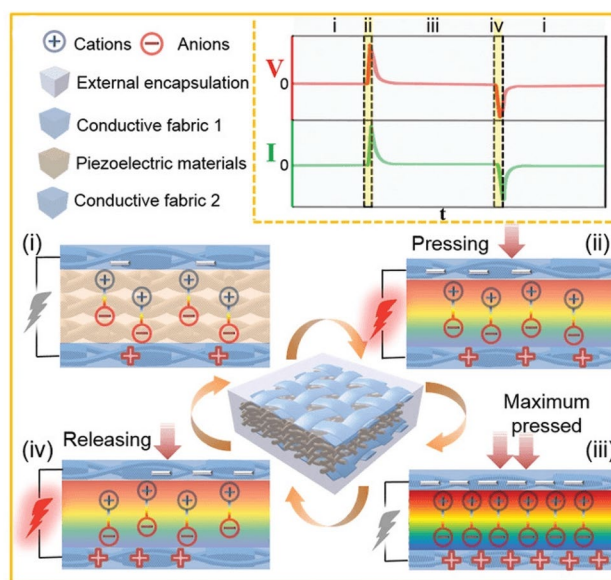 Cations Anions
External encapsulation
Conductive fabric 1
Piezoelectric materials
Conductive fabric 2
i ii iii iv i
V 0
I 0
t
(i)
Pressing (ii)
Releasing
(iv)
Maximum
pressed
(iii)